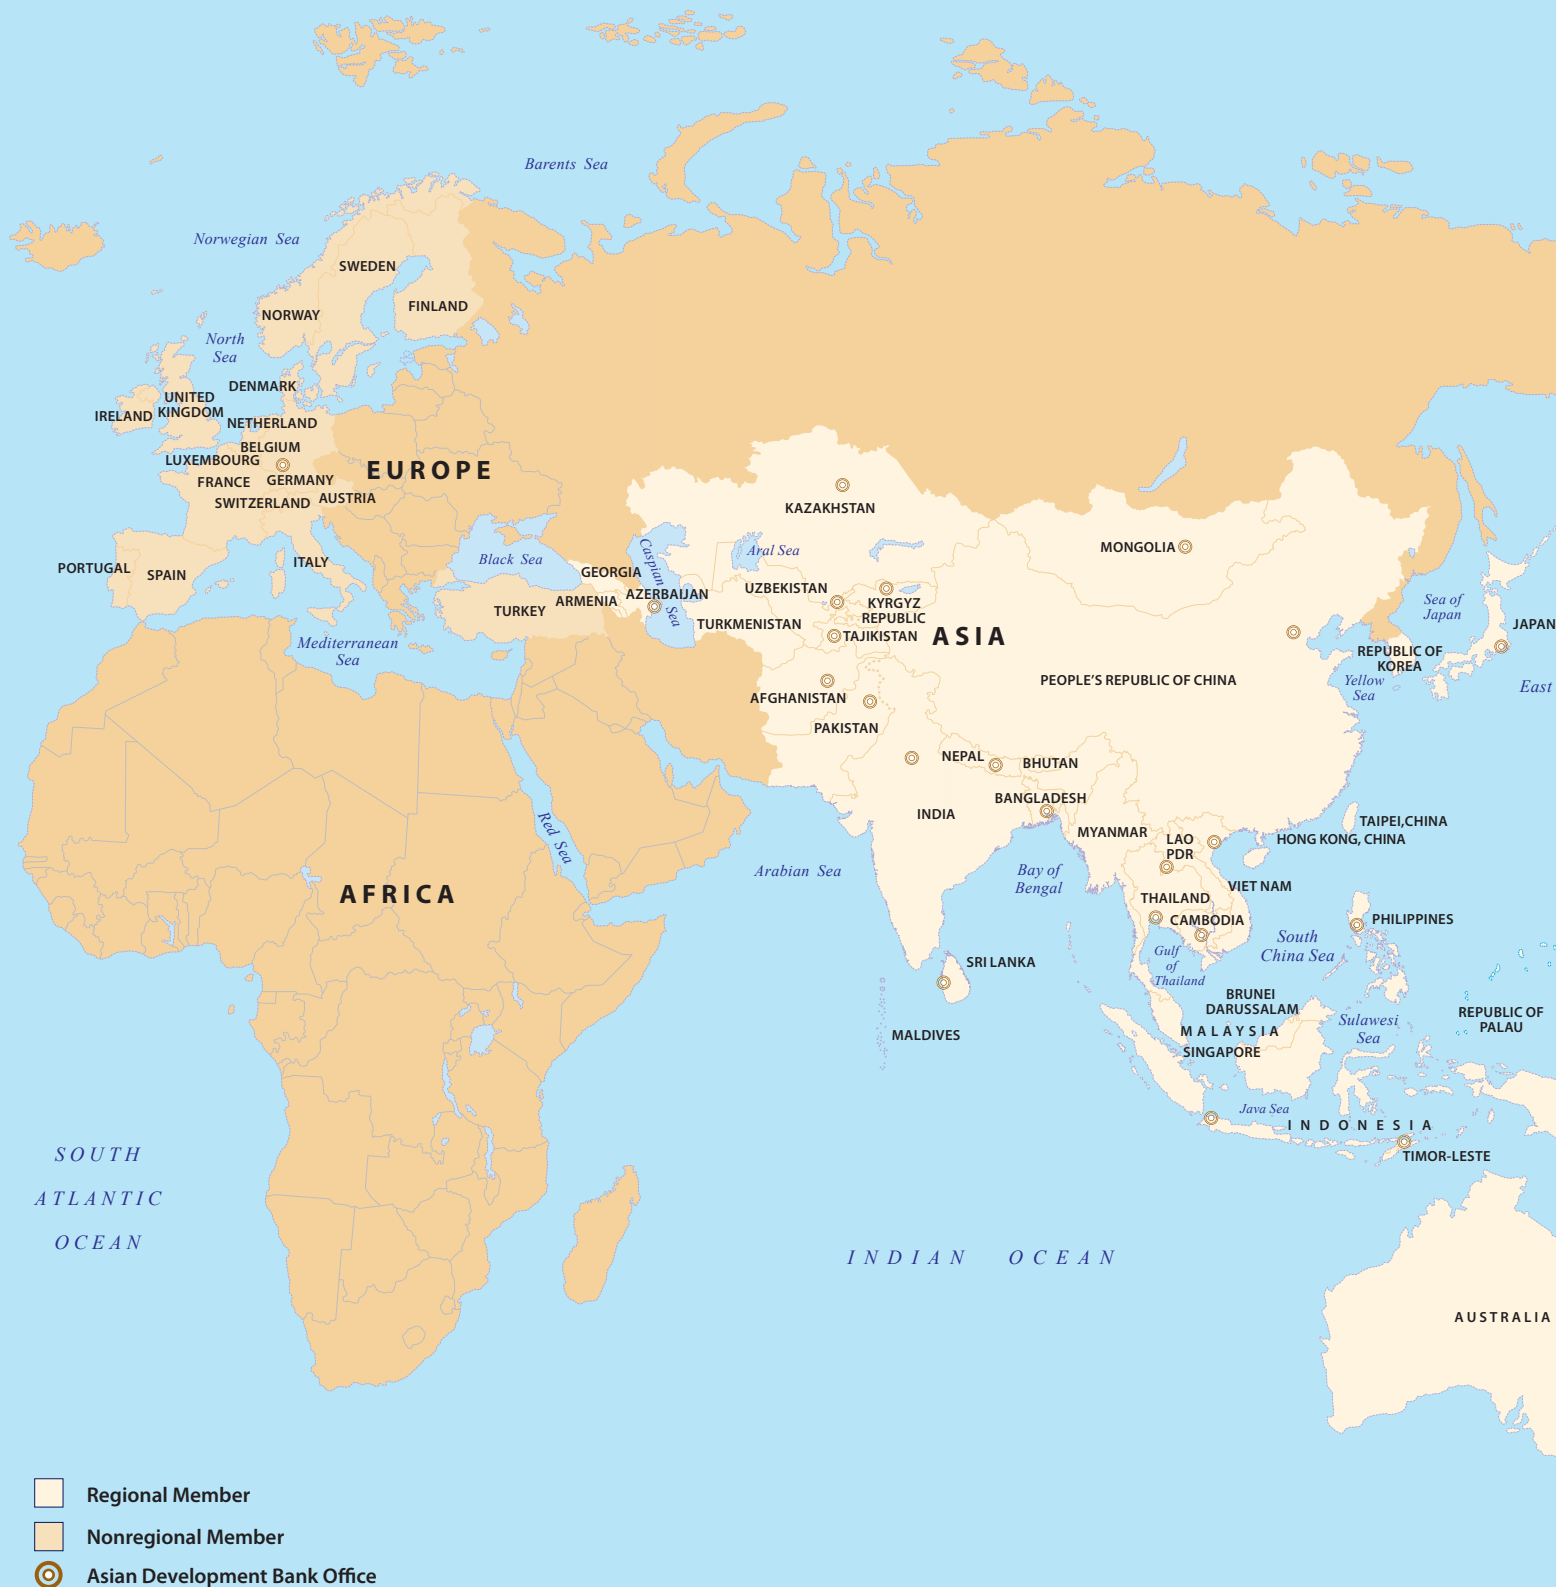 Barents Sea
Norwegian Sea
SWEDEN
FINLAND
NORWAY
North
Sea
DENMARK
UNITED
KINGDOM
IRELAND
NETHERLAND
BELGIUM
LUXEMBOURG
EUROPE
FRANCE
GERMANY
AUSTRIA
SWITZERLAND
KAZAKHSTAN
MONGOLIA
Black Sea
Caspian
Sea
Aral Sea
ITALY
PORTUGAL
SPAIN
GEORGIA
UZBEKISTAN
AZERBAIJAN
ARMENIA
TURKEY
KYRGYZ
REPUBLIC
Sea of
Japan
JAPAN
TURKMENISTAN
TAJIKISTAN
ASIA
Mediterranean
Sea
REPUBLIC OF
KOREA
PEOPLE'S REPUBLIC OF CHINA
Yellow
Sea
East
AFGHANISTAN
PAKISTAN
NEPAL
BHUTAN
BANGLADESH
INDIA
Red Sea
MYANMAR
LAO
PDR
TAIPEI,CHINA
HONG KONG, CHINA
Arabian Sea
Bay of
Bengal
AFRICA
VIET NAM
THAILAND
CAMBODIA
PHILIPPINES
South
China Sea
Gulf
of
Thailand
SRI LANKA
BRUNEI
DARUSSALAM
REPUBLIC OF
PALAU
Sulawesi
Sea
MALDIVES
MALAYSIA
SINGAPORE
Java Sea
INDONESIA
TIMOR-LESTE
SOUTH
ATLANTIC
OCEAN
INDIAN OCEAN
AUSTRALIA
Regional Member
Nonregional Member
Asian Development Bank Office